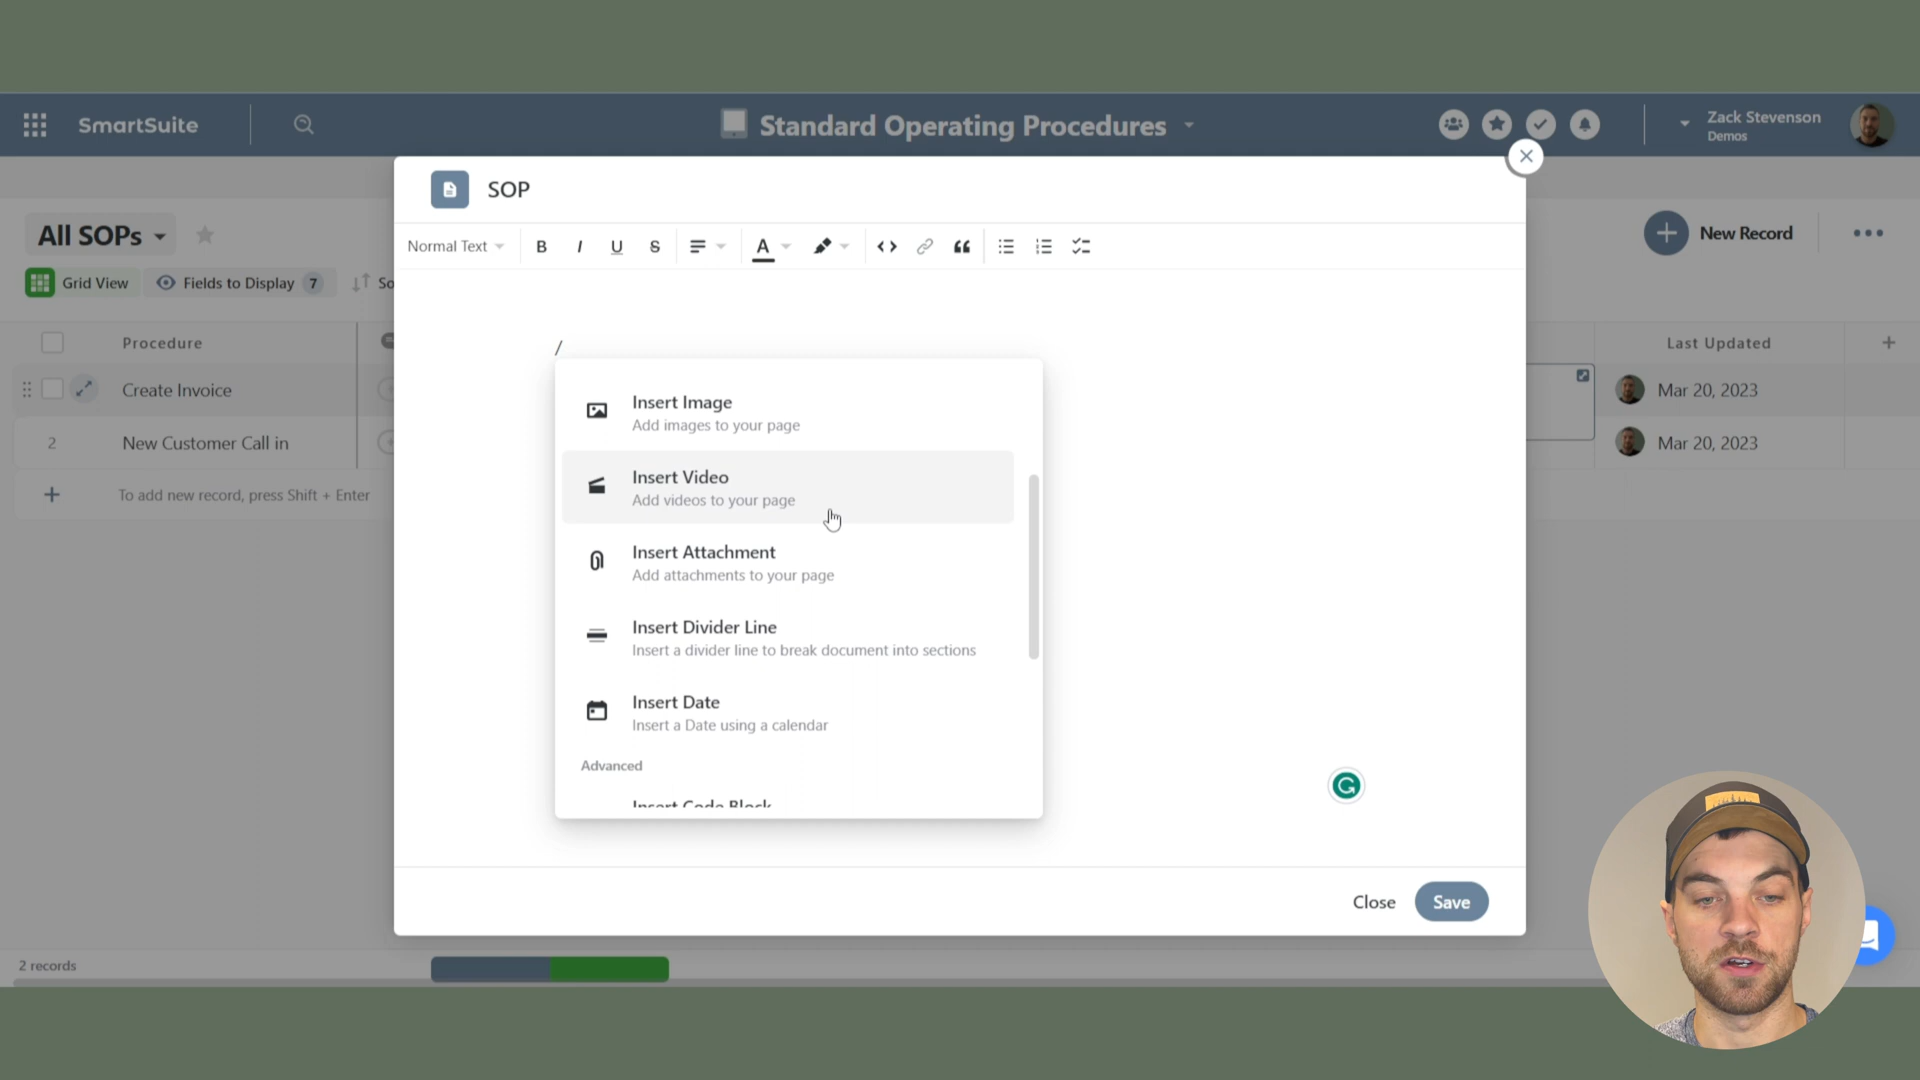 SmartSuite
Standard Operating Procedures
Zack Stevenson
Demos
SOP
All SOPs
New Record
Normal Text
B I U S A
Grid View
Fields to Display 7
So
Procedure
Last Updated
/
Create Invoice
Mar 20, 2023
2
New Customer Call in
Mar 20, 2023
To add new record, press Shift + Enter
Insert Image
Add images to your page
Insert Video
Add videos to your page
Insert Attachment
Add attachments to your page
Insert Divider Line
Insert a divider line to break document into sections
Insert Date
Insert a Date using a calendar
Advanced
Insert Code Block
Close
Save
2 records